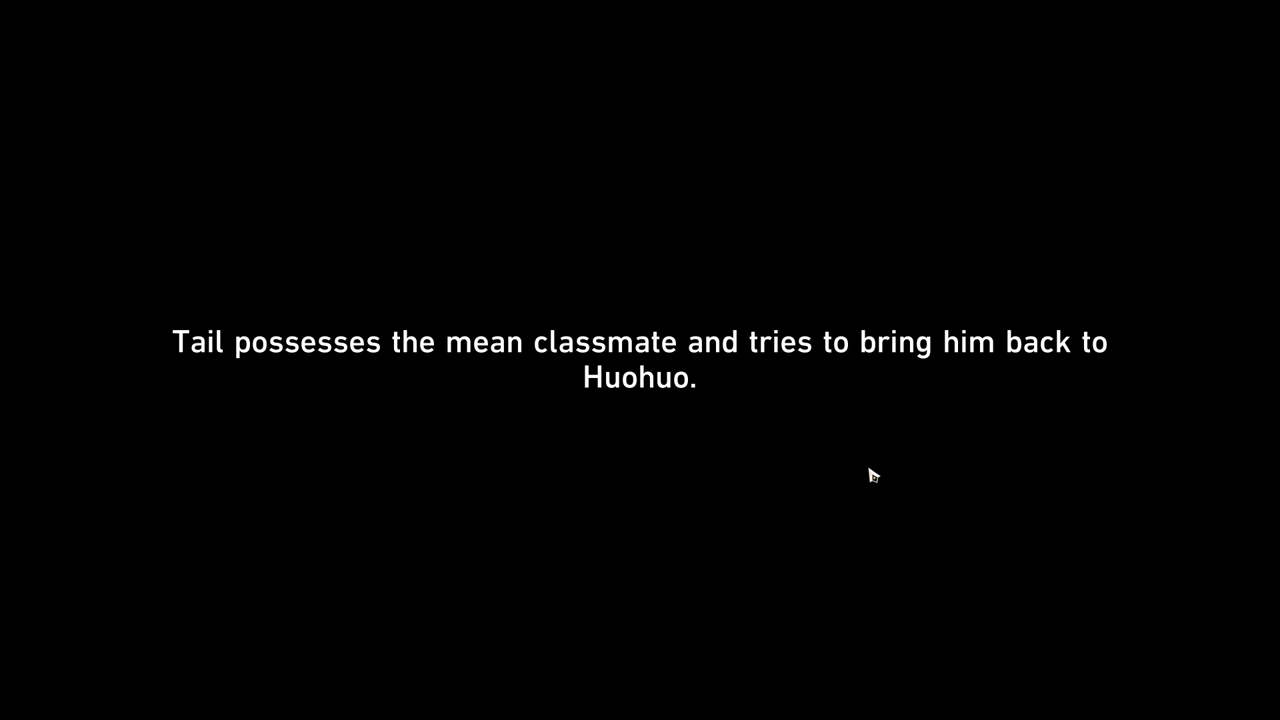 Tail possesses the mean classmate and tries to bring him back to
Huohuo.